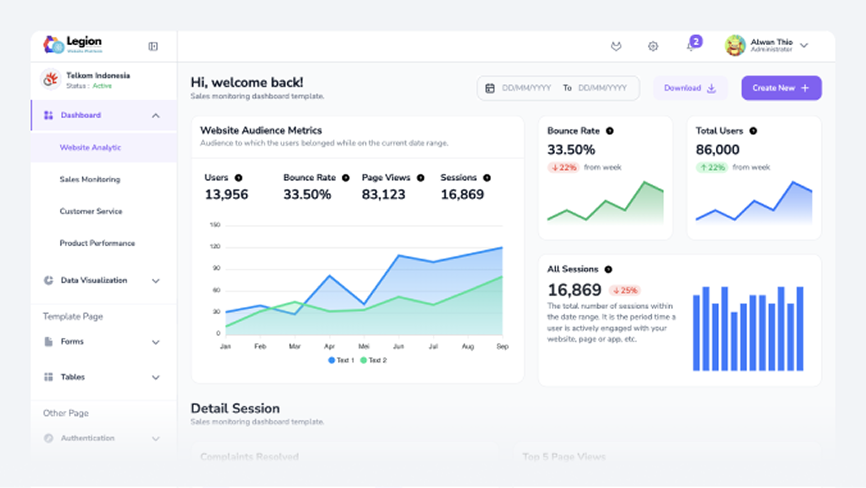 Legion
2
Alwan Thio
Administrator
Telkom Indonesia
Status : Active
Dashboard
Website Analytic
Sales Monitoring
Customer Service
Product Performance
Data Visualization
Template Page
Forms
Tables
Other Page
Authentication
Hi, welcome back!
Sales monitoring dashboard template.
DD/MM/YYYY To DD/MM/YYYY
Download
Create New +
Website Audience Metrics
Audience to which the users belonged while on the current date range.
Users Bounce Rate Page Views Sessions
13,956 33.50% 83,123 16,869
150
120
90
60
30
0
Jan Feb Mar Apr Mei Jun Jul Aug Sep
Text 1 Text 2
Bounce Rate
33.50%
↓22% from week
Total Users
86,000
↑22% from week
All Sessions
16,869 ↓25%
The total number of sessions within
the date range. It is the period time a
user is actively engaged with your
website, page or app, etc.
Detail Session
Sales monitoring dashboard template.
Complaints Resolved
Top 5 Page Views